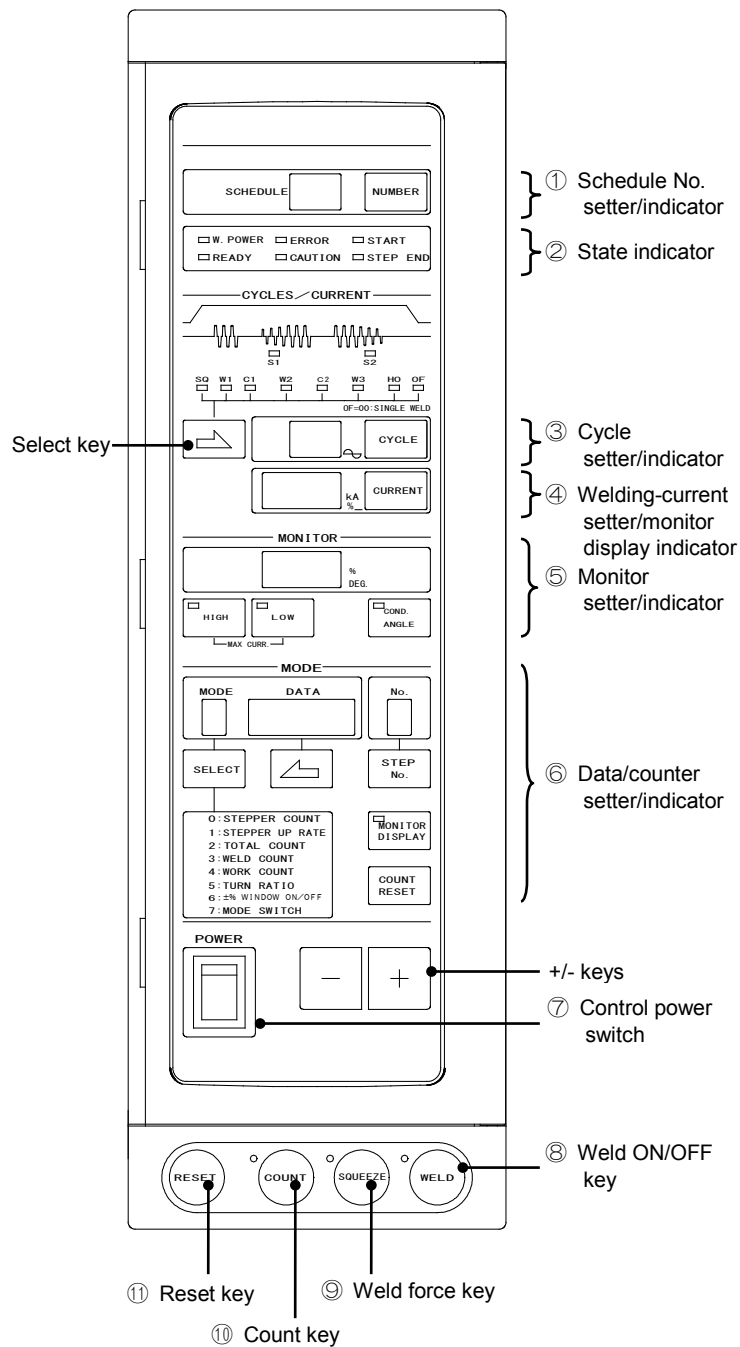 SCHEDULE NUMBER
① Schedule No.
setter/indicator
W. POWER ERROR START
READY CAUTION STEP END
② State indicator
CYCLES/CURRENT
S1 S2
SQ W1 C1 W2 C2 W3 HO OF
OF=OO:SINGLE WELD
Select key
CYCLE
③ Cycle
setter/indicator
kA
%
CURRENT
④ Welding-current
setter/monitor
display indicator
MONITOR
%
DEG.
⑤ Monitor
setter/indicator
HIGH LOW COND.
ANGLE
MAX CURR.
MODE
MODE DATA No.
SELECT STEP
No.
⑥ Data/counter
setter/indicator
0:STEPPER COUNT
1:STEPPER UP RATE
2:TOTAL COUNT
3:WELD COUNT
4:WORK COUNT
5:TURN RATIO
6:±% WINDOW ON/OFF
7:MODE SWITCH
MONITOR
DISPLAY
COUNT
RESET
POWER
− +
+/- keys
⑦ Control power
switch
⑧ Weld ON/OFF
key
RESET COUNT SQUEEZE WELD
⑪ Reset key
⑨ Weld force key
⑩ Count key